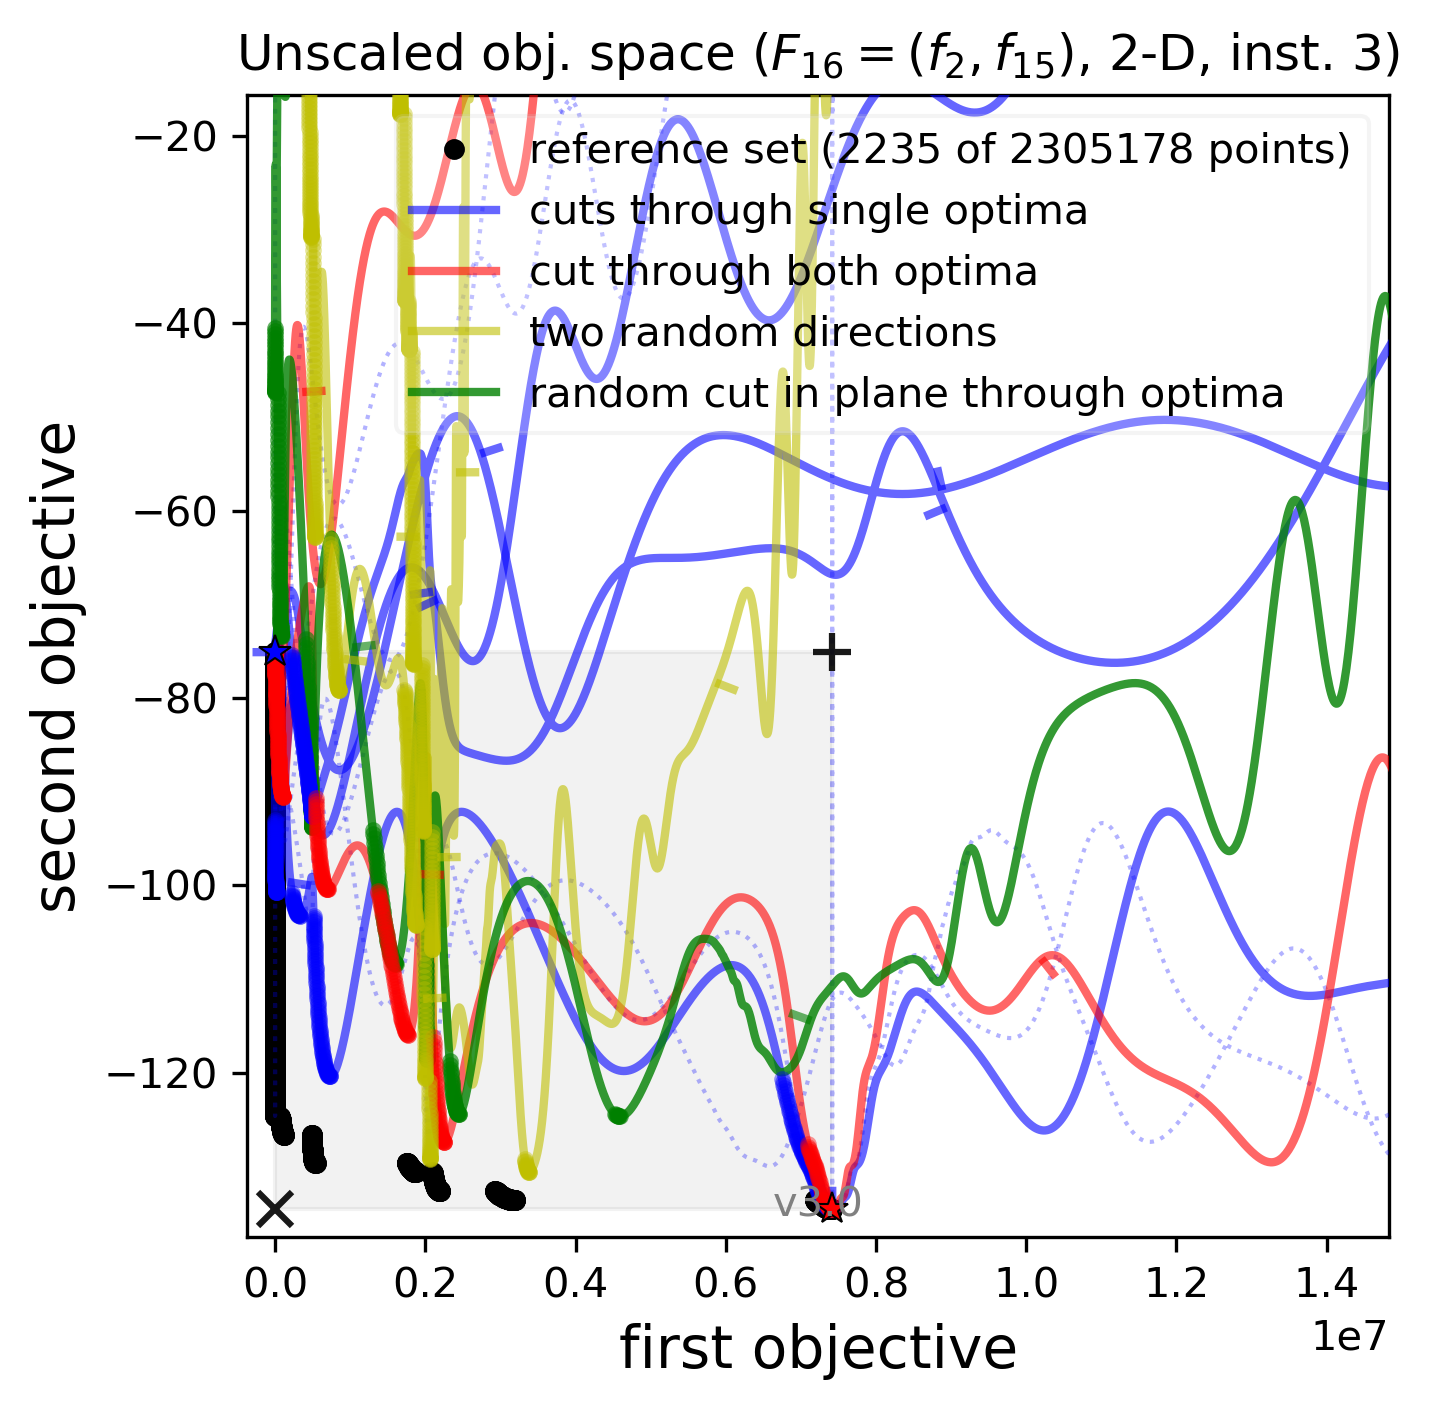 Unscaled obj. space (F₁₆ = (f₂, f₁₅), 2-D, inst. 3)
reference set (2235 of 2305178 points)
cuts through single optima
cut through both optima
two random directions
random cut in plane through optima
second objective
−20
−40
−60
−80
−100
−120
v3.0
0.0 0.2 0.4 0.6 0.8 1.0 1.2 1.4
1e7
first objective